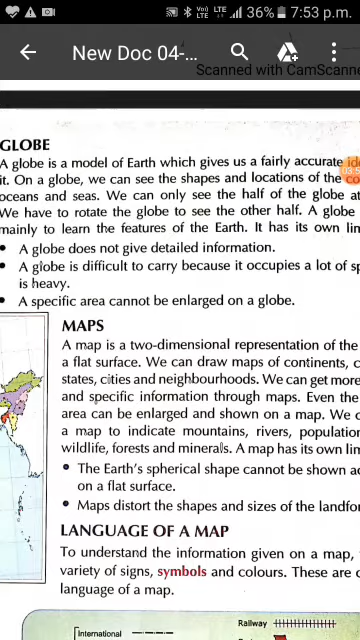 36% 7:53 p.m.
New Doc 04-...
Scanned with CamScanne
GLOBE
A globe is a model of Earth which gives us a fairly accurate
it. On a globe, we can see the shapes and locations of the
oceans and seas. We can only see the half of the globe at
We have to rotate the globe to see the other half. A globe
mainly to learn the features of the Earth. It has its own lim
• A globe does not give detailed information.
• A globe is difficult to carry because it occupies a lot of sp
is heavy.
• A specific area cannot be enlarged on a globe.
MAPS
A map is a two-dimensional representation of the
a flat surface. We can draw maps of continents, c
states, cities and neighbourhoods. We can get more
and specific information through maps. Even the
area can be enlarged and shown on a map. We c
a map to indicate mountains, rivers, population
wildlife, forests and minerals. A map has its own lim
• The Earth's spherical shape cannot be shown ac
on a flat surface.
• Maps distort the shapes and sizes of the landfor
LANGUAGE OF A MAP
To understand the information given on a map,
variety of signs, symbols and colours. These are c
language of a map.
Railway
International